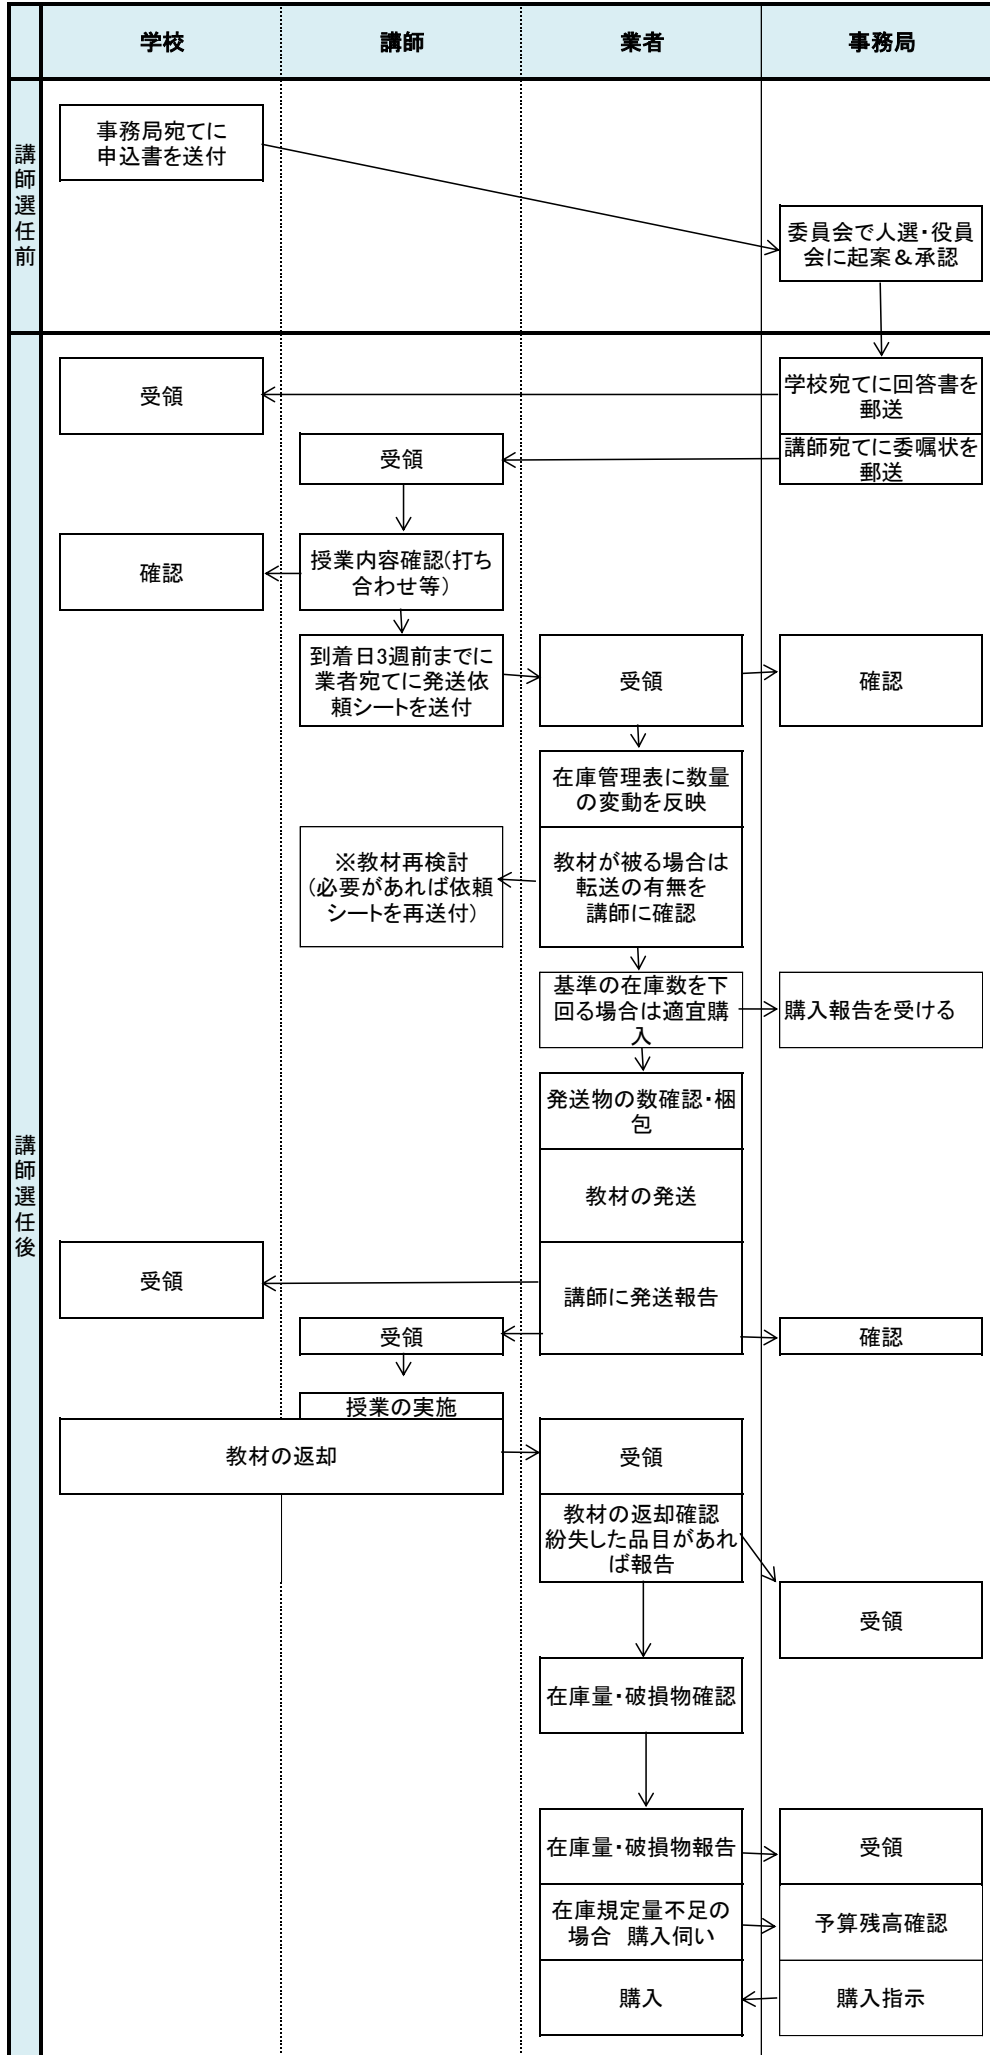 学校
講師
業者
事務局
講師選任前
事務局宛てに
申込書を送付
委員会で人選・役員
会に起案＆承認
講師選任後
受領
学校宛てに回答書を
郵送
受領
講師宛てに委嘱状を
郵送
確認
授業内容確認(打ち
合わせ等)
到着日3週前までに
業者宛てに発送依
頼シートを送付
受領
確認
在庫管理表に数量
の変動を反映
※教材再検討
(必要があれば依頼
シートを再送付)
教材が被る場合は
転送の有無を
講師に確認
基準の在庫数を下
回る場合は適宜購
入
購入報告を受ける
発送物の数確認・梱
包
教材の発送
受領
講師に発送報告
受領
確認
授業の実施
教材の返却
受領
教材の返却確認
紛失した品目があれ
ば報告
受領
在庫量・破損物確認
在庫量・破損物報告
受領
在庫規定量不足の
場合　購入伺い
予算残高確認
購入
購入指示